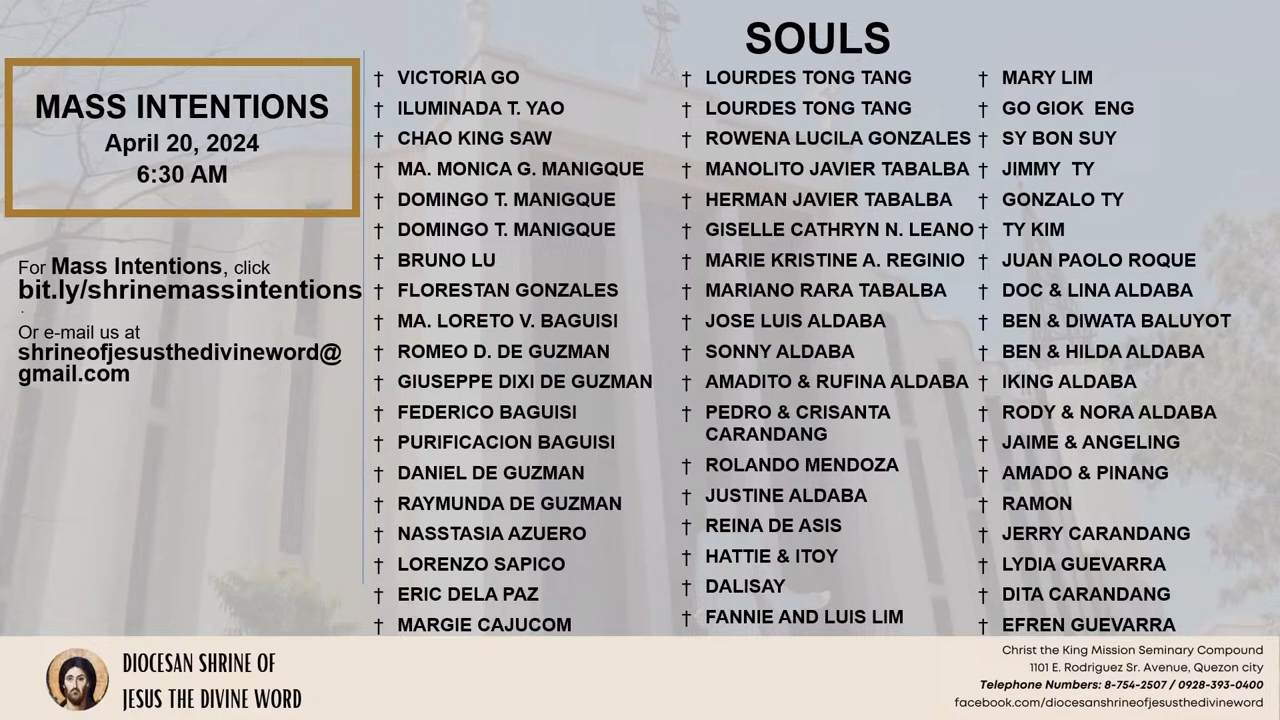 SOULS
MASS INTENTIONS
April 20, 2024
6:30 AM
For Mass Intentions, click
bit.ly/shrinemassintentions
.
Or e-mail us at
shrineofjesusthedivineword@
gmail.com
† VICTORIA GO
† ILUMINADA T. YAO
† CHAO KING SAW
† MA. MONICA G. MANIGQUE
† DOMINGO T. MANIGQUE
† DOMINGO T. MANIGQUE
† BRUNO LU
† FLORESTAN GONZALES
† MA. LORETO V. BAGUISI
† ROMEO D. DE GUZMAN
† GIUSEPPE DIXI DE GUZMAN
† FEDERICO BAGUISI
† PURIFICACION BAGUISI
† DANIEL DE GUZMAN
† RAYMUNDA DE GUZMAN
† NASSTASIA AZUERO
† LORENZO SAPICO
† ERIC DELA PAZ
† MARGIE CAJUCOM
† LOURDES TONG TANG
† LOURDES TONG TANG
† ROWENA LUCILA GONZALES
† MANOLITO JAVIER TABALBA
† HERMAN JAVIER TABALBA
† GISELLE CATHRYN N. LEANO
† MARIE KRISTINE A. REGINIO
† MARIANO RARA TABALBA
† JOSE LUIS ALDABA
† SONNY ALDABA
† AMADITO & RUFINA ALDABA
† PEDRO & CRISANTA
CARANDANG
† ROLANDO MENDOZA
† JUSTINE ALDABA
† REINA DE ASIS
† HATTIE & ITOY
† DALISAY
† FANNIE AND LUIS LIM
† MARY LIM
† GO GIOK  ENG
† SY BON SUY
† JIMMY  TY
† GONZALO TY
† TY KIM
† JUAN PAOLO ROQUE
† DOC & LINA ALDABA
† BEN & DIWATA BALUYOT
† BEN & HILDA ALDABA
† IKING ALDABA
† RODY & NORA ALDABA
† JAIME & ANGELING
† AMADO & PINANG
† RAMON
† JERRY CARANDANG
† LYDIA GUEVARRA
† DITA CARANDANG
† EFREN GUEVARRA
DIOCESAN SHRINE OF
JESUS THE DIVINE WORD
Christ the King Mission Seminary Compound
1101 E. Rodriguez Sr. Avenue, Quezon city
Telephone Numbers: 8-754-2507 / 0928-393-0400
facebook.com/diocesanshrineofjesusthedivineword